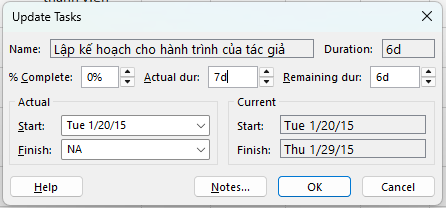 Update Tasks
Name: Lập kế hoạch cho hành trình của tác giả Duration: 6d
% Complete: 0% Actual dur: 7d Remaining dur: 6d
Actual Current
Start: Tue 1/20/15 Start: Tue 1/20/15
Finish: NA Finish: Thu 1/29/15
Help Notes... OK Cancel